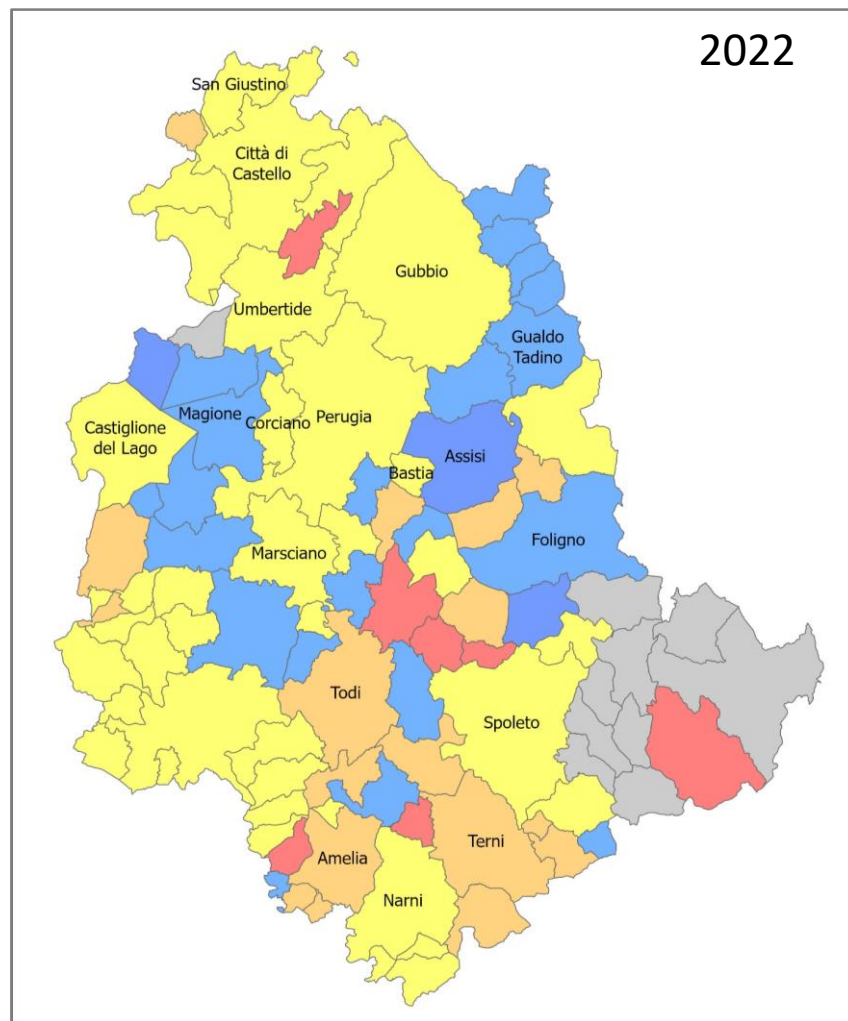 2022
San Giustino
Città di
Castello
Gubbio
Umbertide
Gualdo
Tadino
Magione
Corciano
Perugia
Castiglione
del Lago
Assisi
Bastia
Foligno
Marsciano
Todi
Spoleto
Terni
Amelia
Narni